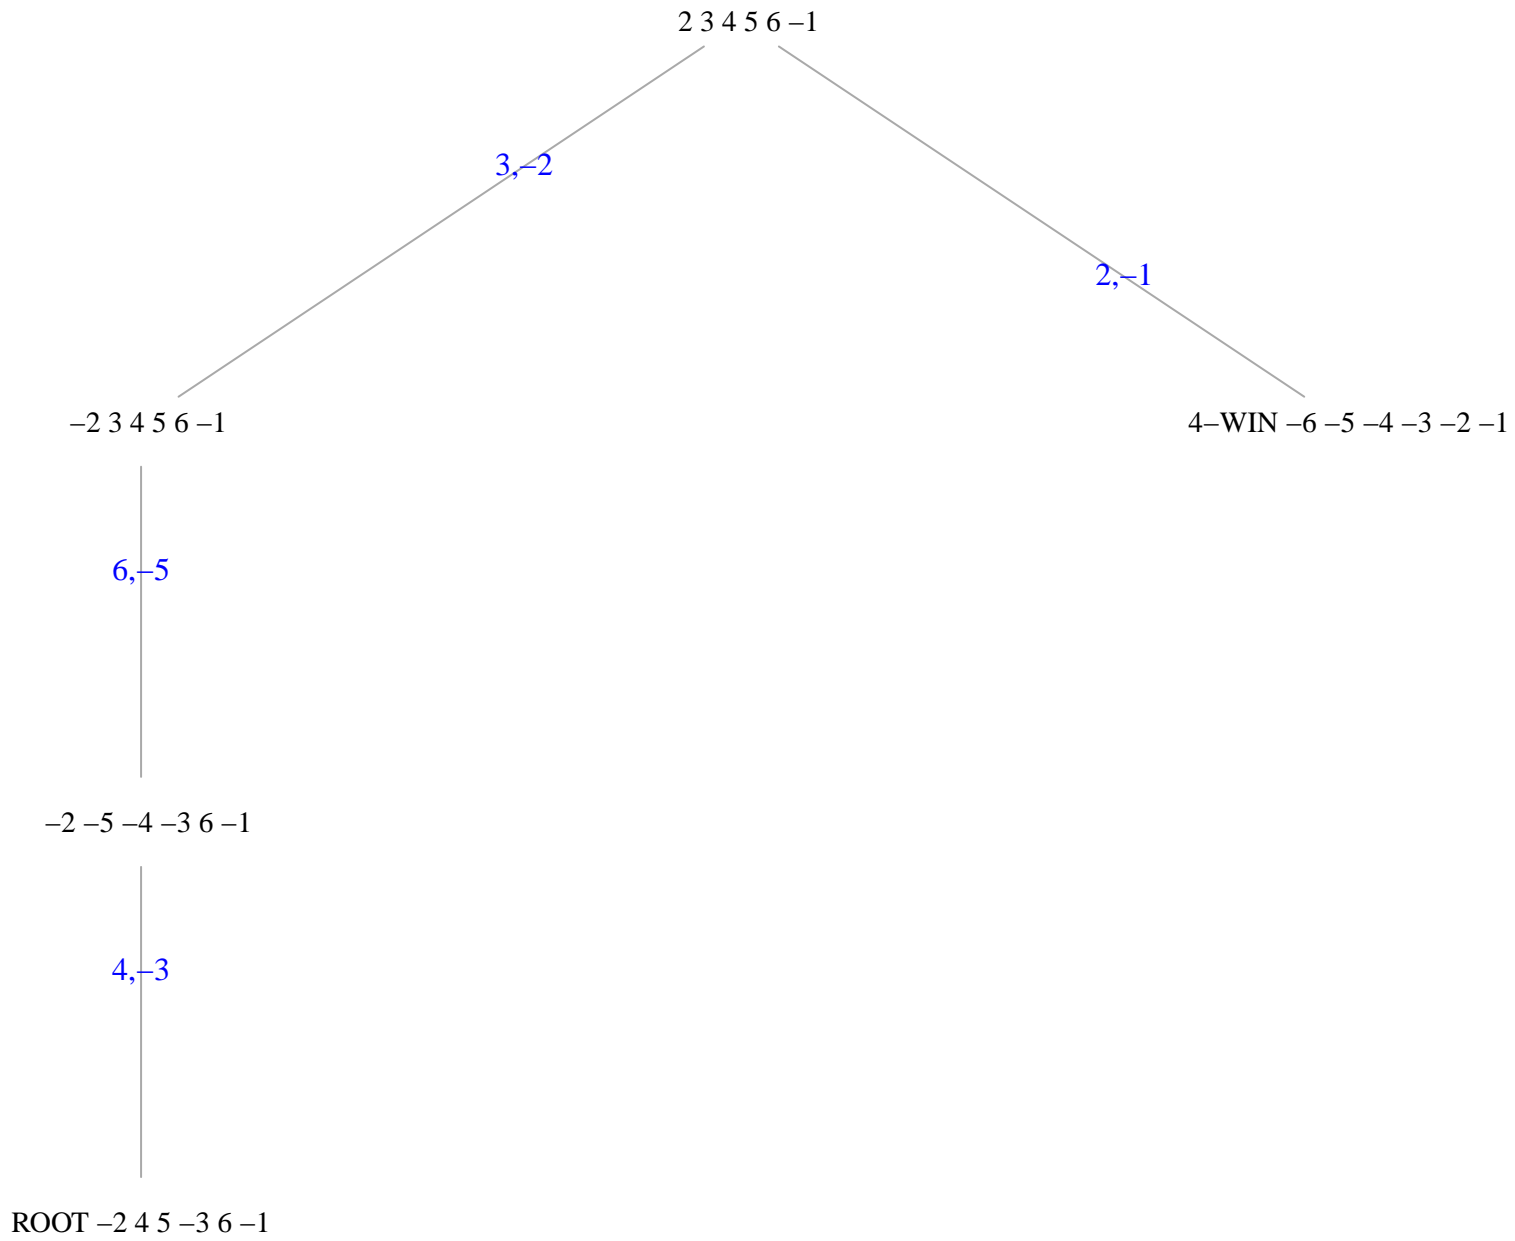 2 3 4 5 6 –1
3,–2
2,–1
–2 3 4 5 6 –1
4–WIN –6 –5 –4 –3 –2 –1
6,–5
–2 –5 –4 –3 6 –1
4,–3
ROOT –2 4 5 –3 6 –1